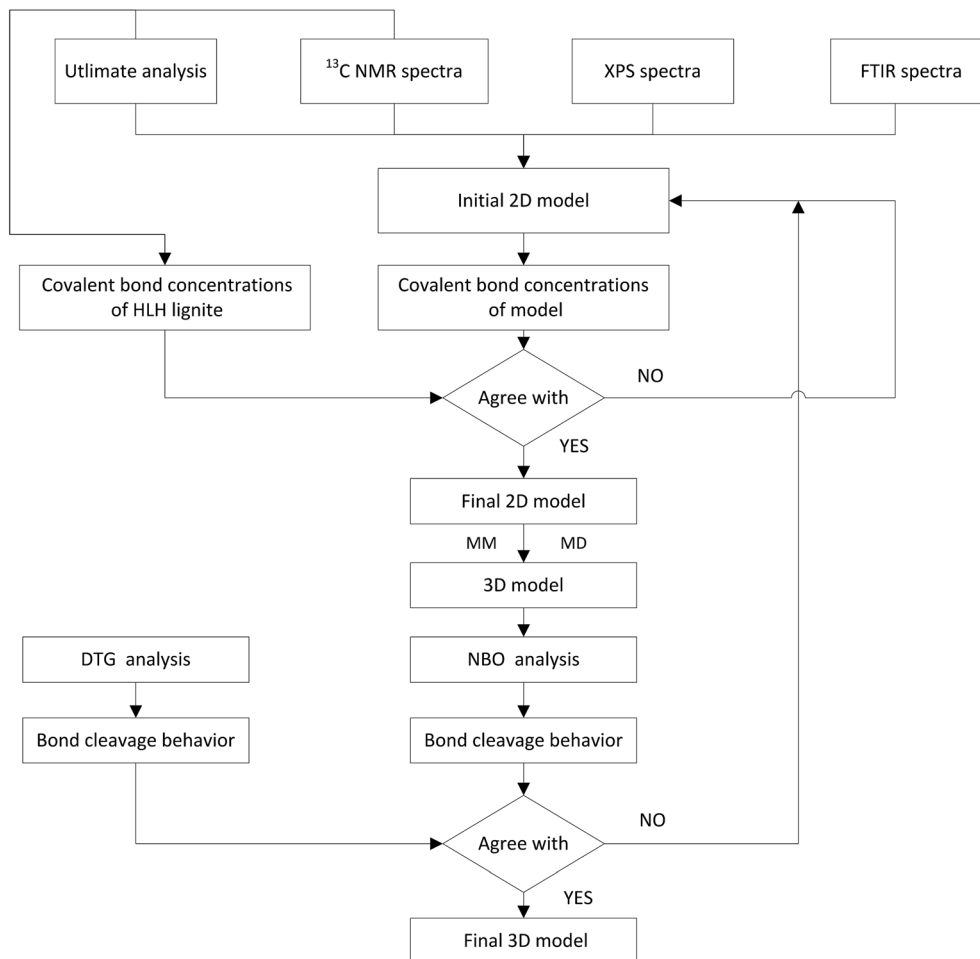 Utlimate analysis
¹³C NMR spectra
XPS spectra
FTIR spectra
Initial 2D model
Covalent bond concentrations
of HLH lignite
Covalent bond concentrations
of model
Agree with
NO
YES
Final 2D model
MM
MD
3D model
DTG analysis
NBO analysis
Bond cleavage behavior
Bond cleavage behavior
Agree with
NO
YES
Final 3D model